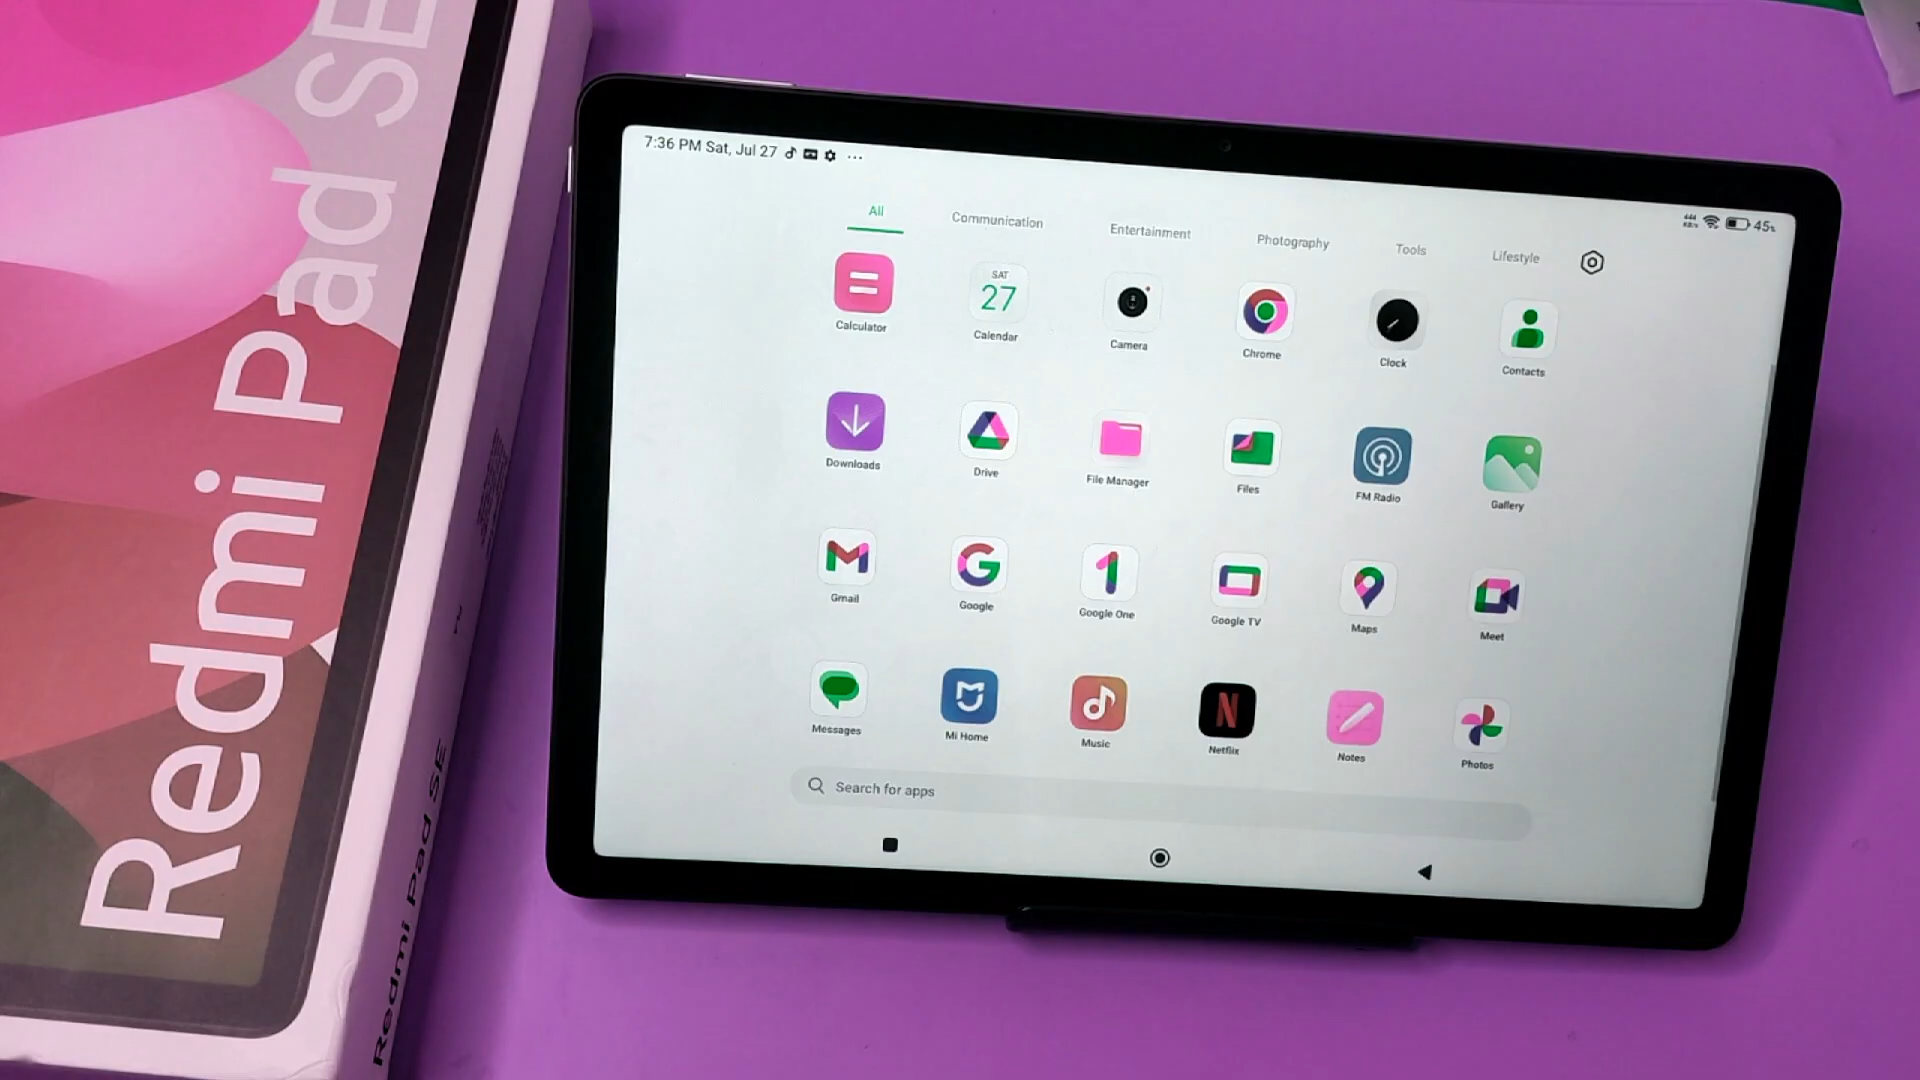 Redmi Pad SE
Redmi Pad SE
7:36 PM Sat, Jul 27
45%
All Communication Entertainment Photography Tools Lifestyle
SAT
27
Calculator Calendar Camera Chrome Clock Contacts
Downloads Drive File Manager Files FM Radio Gallery
Gmail Google Google One Google TV Maps Meet
N
Messages Mi Home Music Netflix Notes Photos
Search for apps